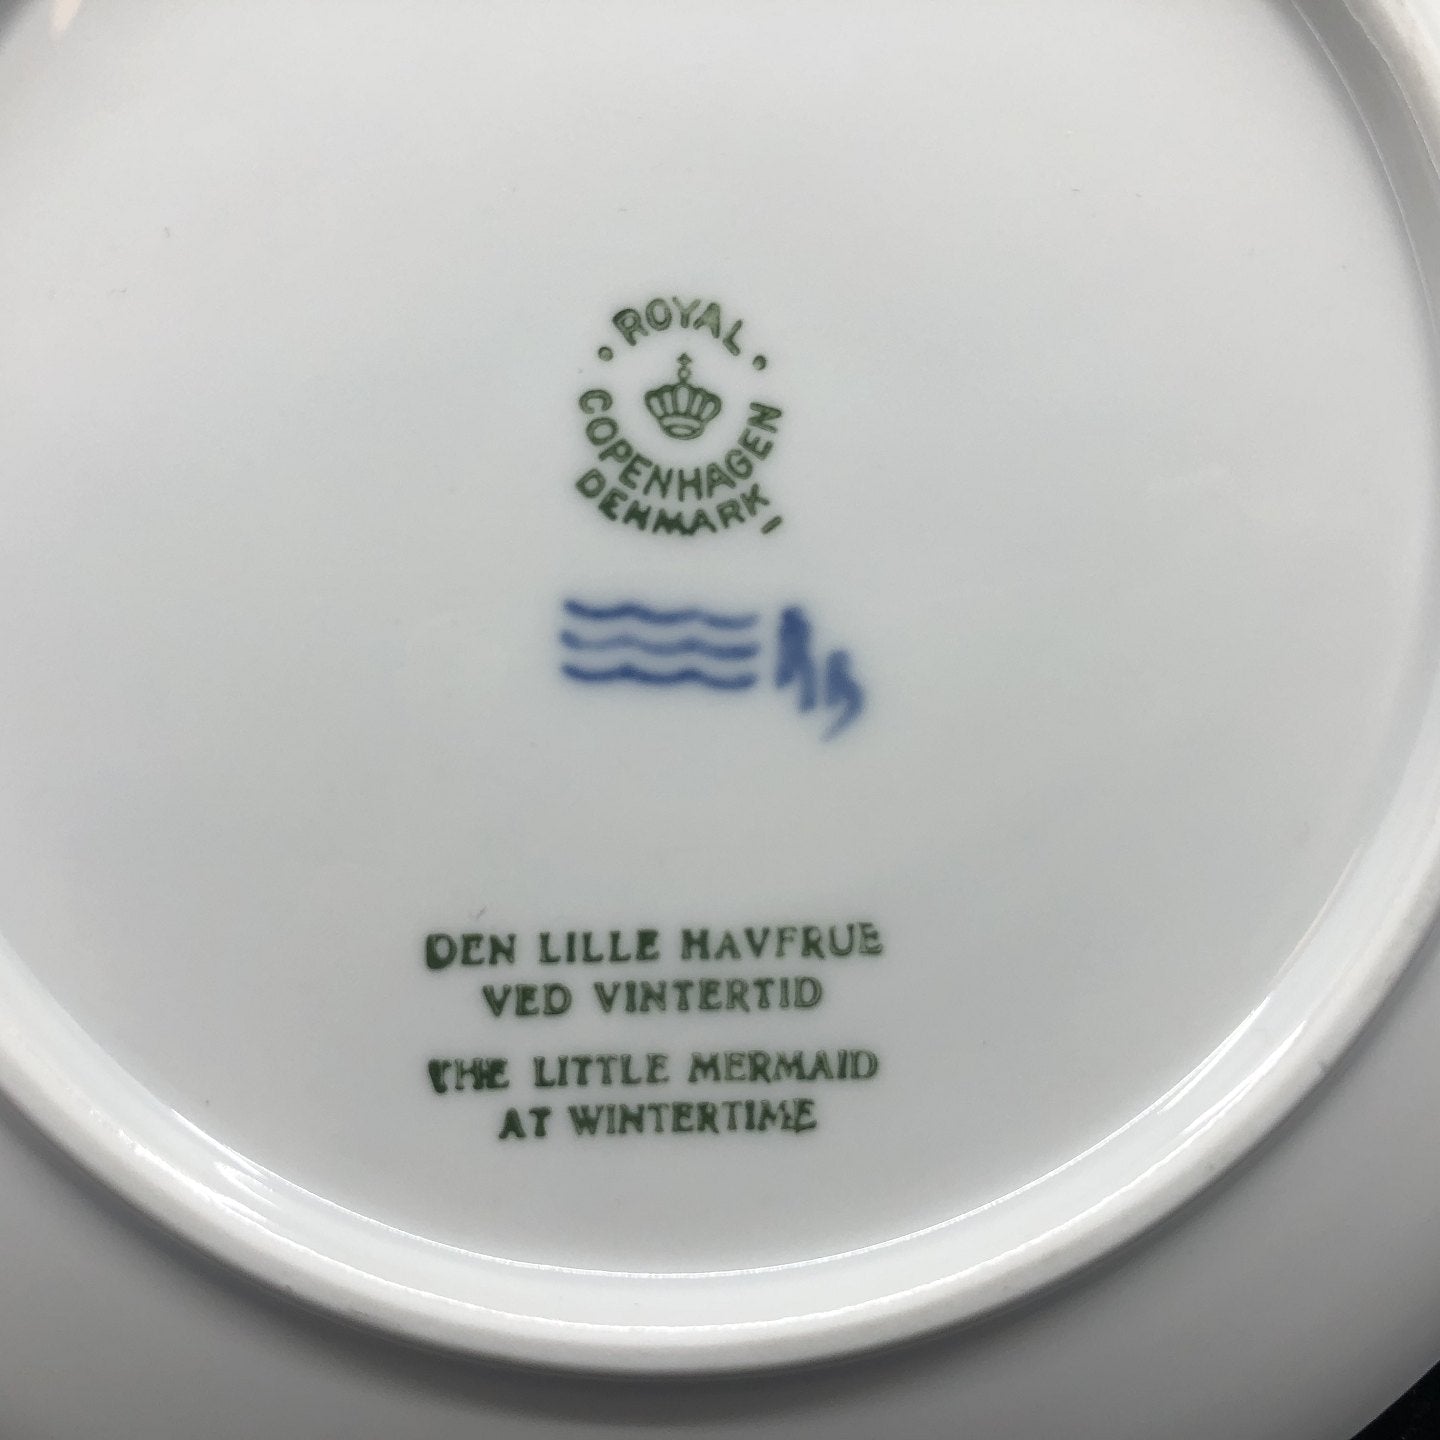 ROYAL
COPENHAGEN
DENMARK
DEN LILLE HAVFRUE
VED VINTERTID
THE LITTLE MERMAID
AT WINTERTIME